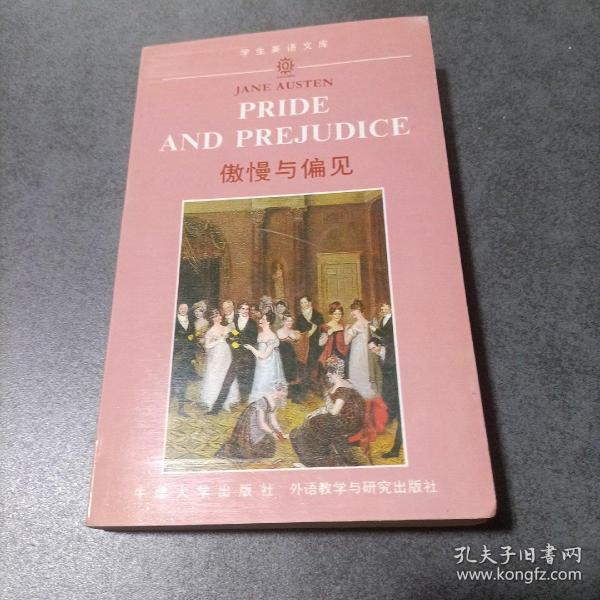 学生英语文库
JANE AUSTEN
PRIDE
AND PREJUDICE
傲慢与偏见
牛津大学出版社 外语教学与研究出版社
孔夫子旧书网
www.kongfz.com